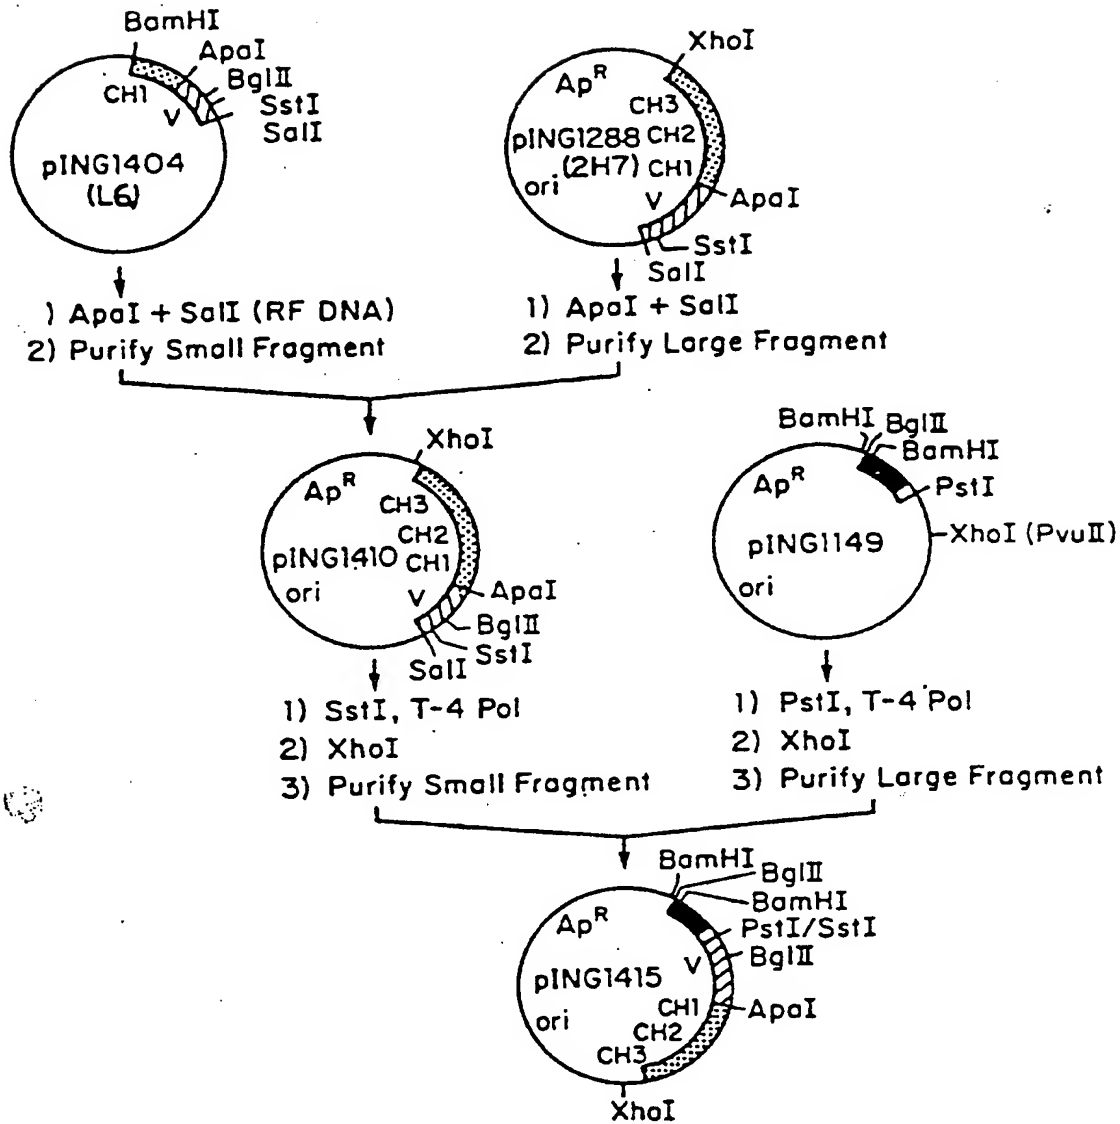 BamHI
ApaI
BglII
SstI
SalI
CH1
V
pING1404
(L6)
XhoI
Ap^R
CH3
pING1288 CH2
(2H7) CH1
ori
V
ApaI
SstI
SalI
) ApaI + SalI (RF DNA)
2) Purify Small Fragment
1) ApaI + SalI
2) Purify Large Fragment
XhoI
Ap^R
CH3
CH2
pING1410 CH1
ori
V
ApaI
BglII
SstI
SalI
BamHI
BglII
BamHI
Ap^R
PstI
XhoI (PvuII)
pING1149
ori
1) SstI, T-4 Pol
2) XhoI
3) Purify Small Fragment
1) PstI, T-4 Pol
2) XhoI
3) Purify Large Fragment
BamHI
BglII
BamHI
Ap^R
PstI/SstI
V
BglII
pING1415
ori
CH1
ApaI
CH2
CH3
XhoI